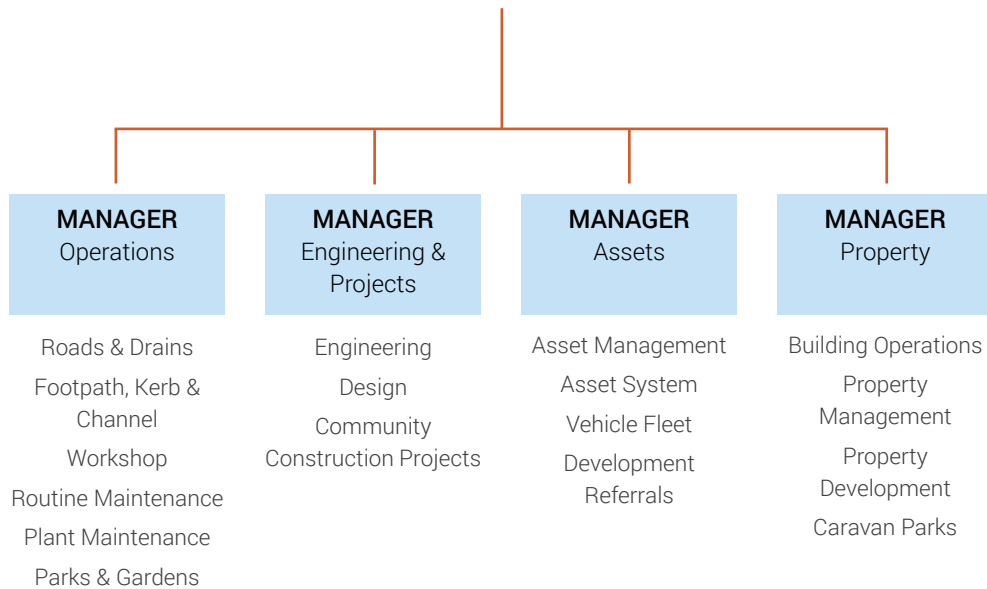 MANAGER
Operations
Roads & Drains
Footpath, Kerb &
Channel
Workshop
Routine Maintenance
Plant Maintenance
Parks & Gardens
MANAGER
Engineering &
Projects
Engineering
Design
Community
Construction Projects
MANAGER
Assets
Asset Management
Asset System
Vehicle Fleet
Development
Referrals
MANAGER
Property
Building Operations
Property
Management
Property
Development
Caravan Parks